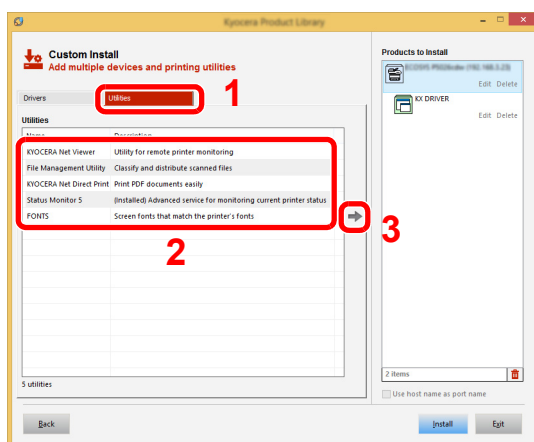 Kyocera Product Library
Custom Install
Add multiple devices and printing utilities
Drivers
Utilities
1
Utilities
Name Description
KYOCERA Net Viewer Utility for remote printer monitoring
File Management Utility Classify and distribute scanned files
KYOCERA Net Direct Print Print PDF documents easily
Status Monitor 5 (Installed) Advanced service for monitoring current printer status
FONTS Screen fonts that match the printer's fonts
2
3
5 utilities
Products to Install
Edit Delete
KX DRIVER
Edit Delete
2 items
Use host name as port name
Back
Install
Exit